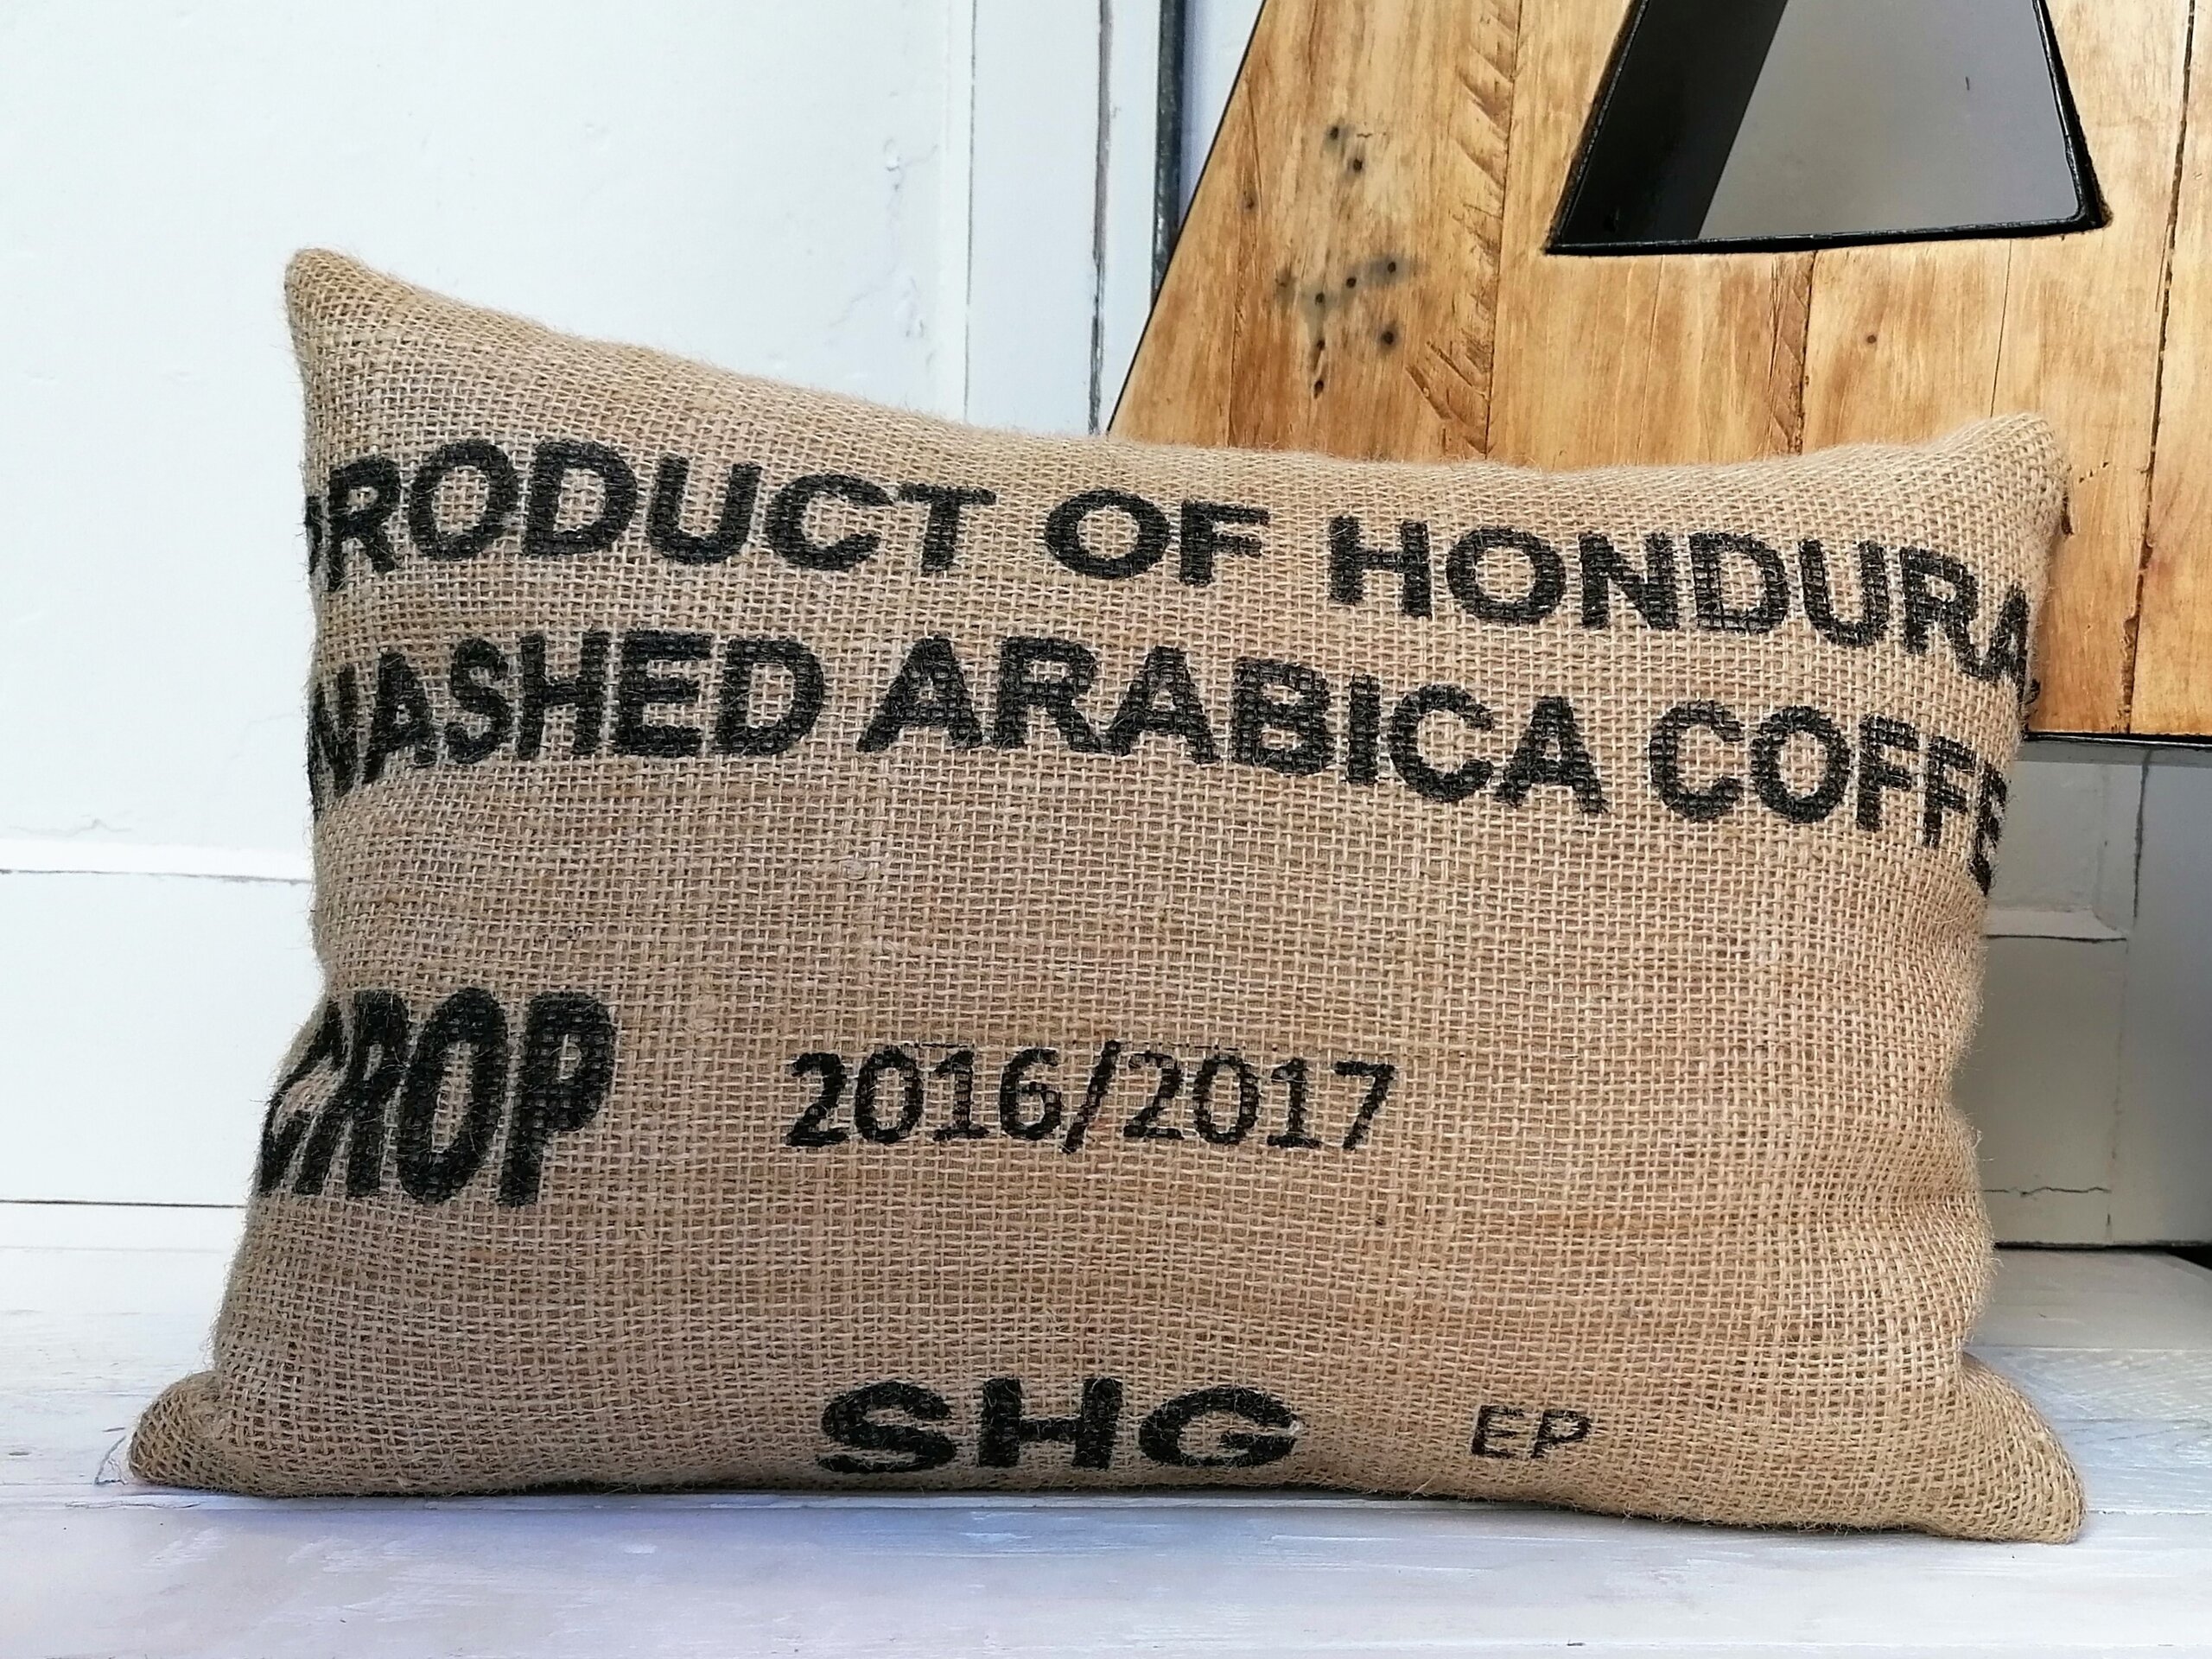 PRODUCT OF HONDURA
WASHED ARABICA COFFE
CROP 2016/2017
SHG EP